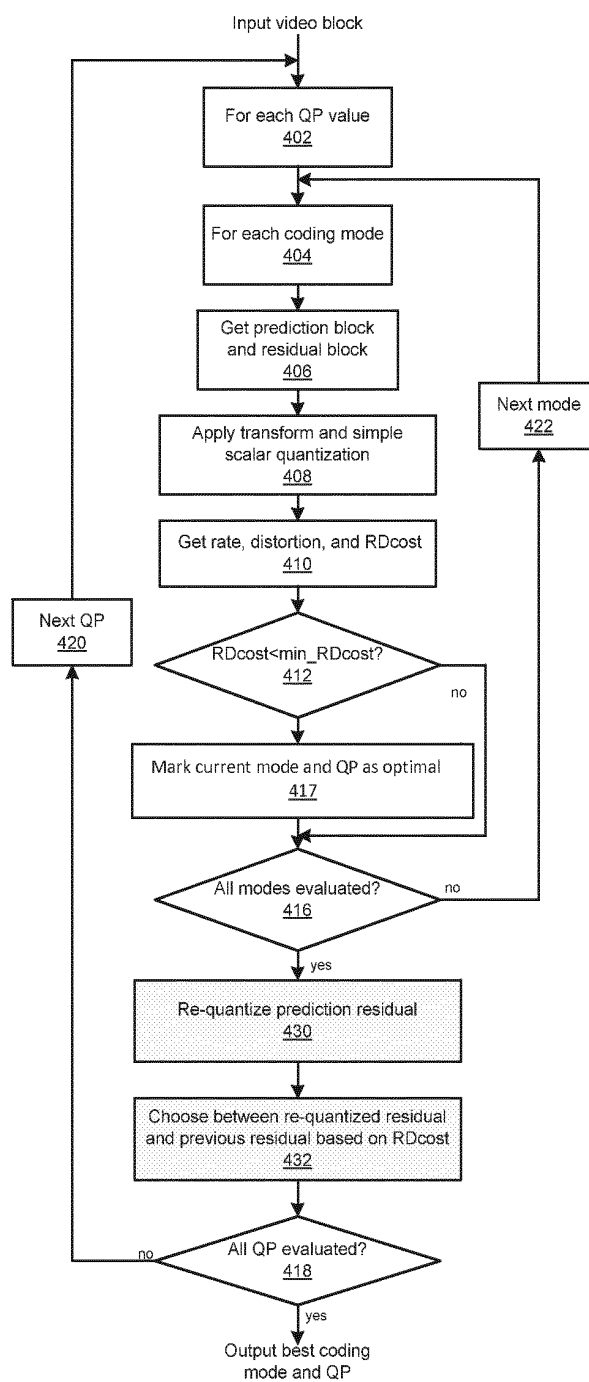 Input video block
For each QP value
402
For each coding mode
404
Get prediction block
and residual block
406
Next mode
422
Apply transform and simple
scalar quantization
408
Get rate, distortion, and RDcost
410
Next QP
420
RDcost<min_RDcost?
412
no
Mark current mode and QP as optimal
417
All modes evaluated?
416
no
yes
Re-quantize prediction residual
430
Choose between re-quantized residual
and previous residual based on RDcost
432
no
All QP evaluated?
418
yes
Output best coding
mode and QP